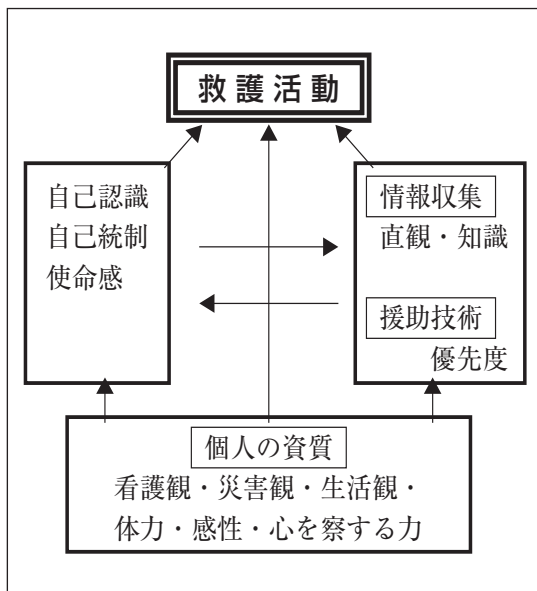 救護活動
自己認識
自己統制
使命感
情報収集
直観・知識
援助技術
優先度
個人の資質
看護観・災害観・生活観・
体力・感性・心を察する力